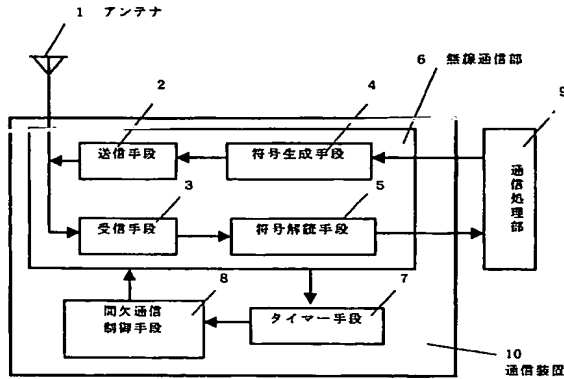 1 アンテナ
2
4
6 無線通信部
9
送信手段
符号生成手段
通信処理部
3
5
受信手段
符号解読手段
8
7
間欠通信
制御手段
タイマー手段
10
通信装置